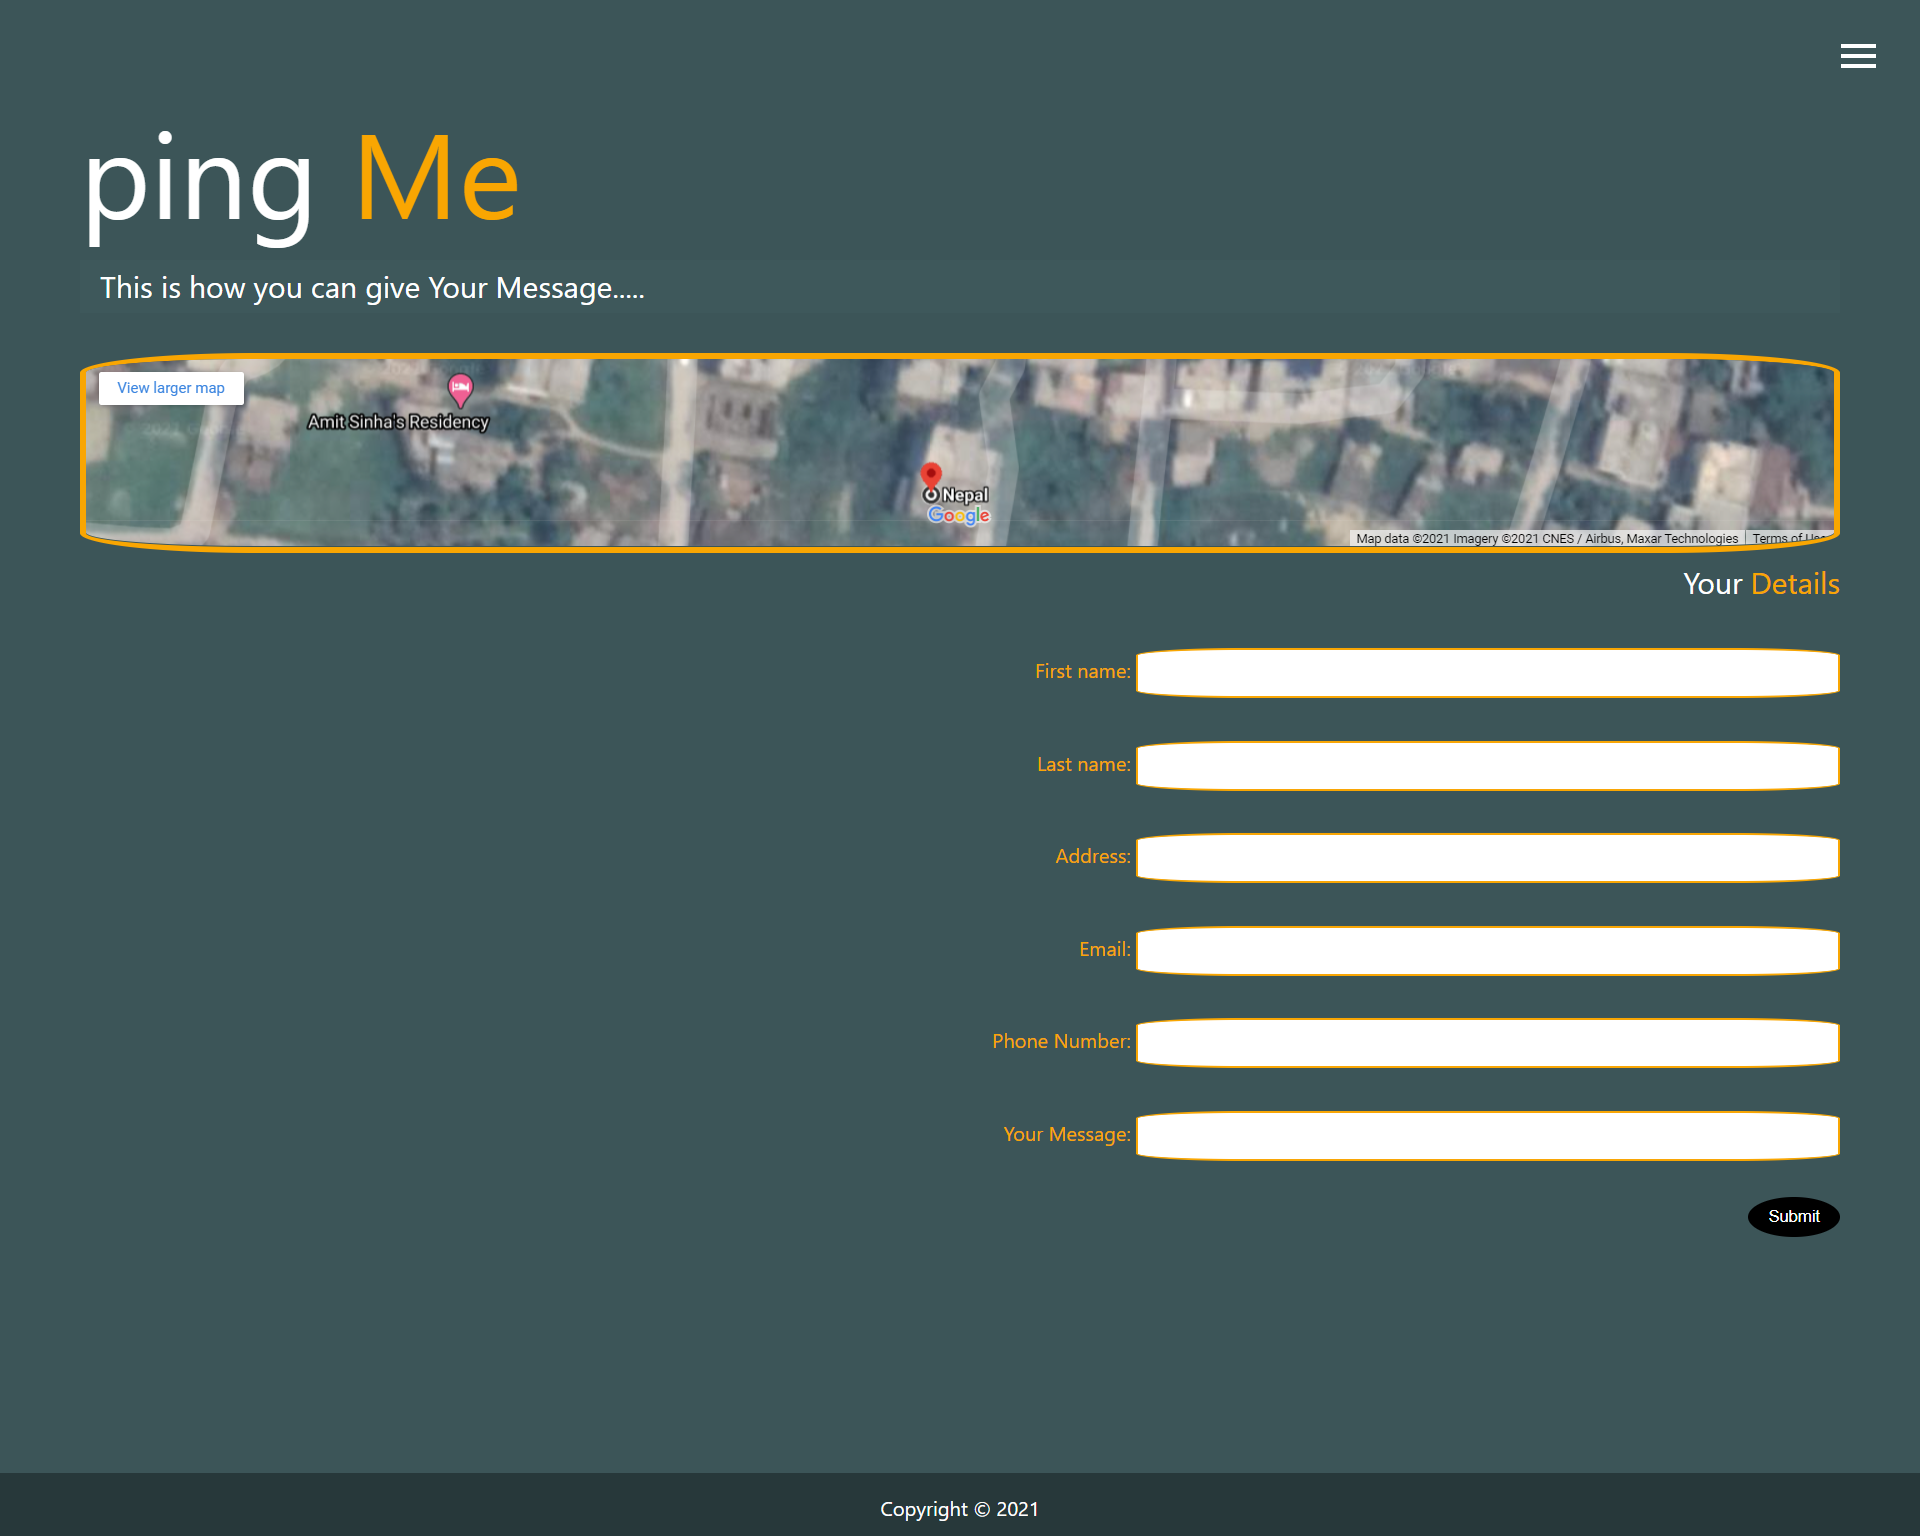 ping Me
This is how you can give Your Message.....
View larger map
Amit Sinha's Residency
Nepal
Google
Map data ©2021 Imagery ©2021 CNES / Airbus, Maxar Technologies
Terms of Use
Your Details
First name:
Last name:
Address:
Email:
Phone Number:
Your Message:
Submit
Copyright © 2021